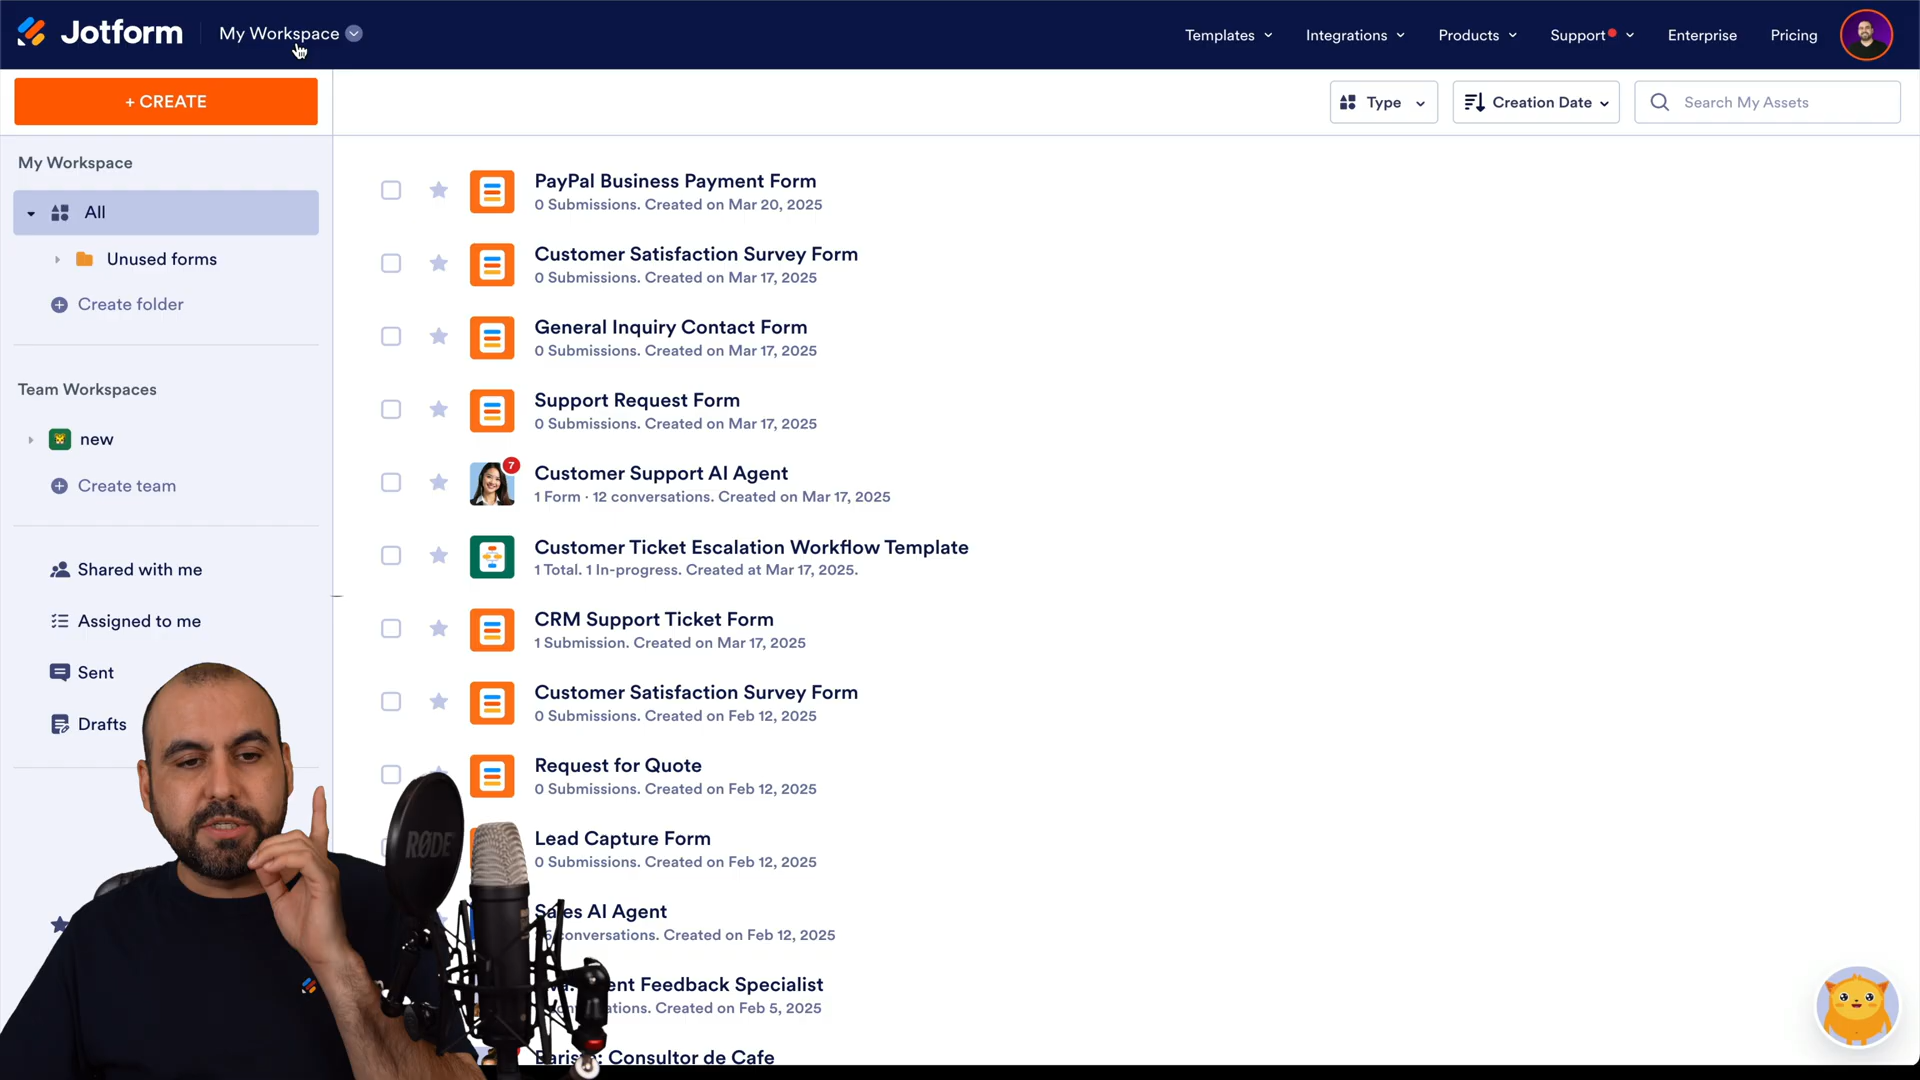 Jotform
My Workspace
Templates
Integrations
Products
Support
Enterprise
Pricing
+ CREATE
Type
Creation Date
Search My Assets
My Workspace
All
Unused forms
Create folder
Team Workspaces
new
Create team
Shared with me
Assigned to me
Sent
Drafts
PayPal Business Payment Form
0 Submissions. Created on Mar 20, 2025
Customer Satisfaction Survey Form
0 Submissions. Created on Mar 17, 2025
General Inquiry Contact Form
0 Submissions. Created on Mar 17, 2025
Support Request Form
0 Submissions. Created on Mar 17, 2025
7
Customer Support AI Agent
1 Form · 12 conversations. Created on Mar 17, 2025
Customer Ticket Escalation Workflow Template
1 Total. 1 In-progress. Created at Mar 17, 2025.
CRM Support Ticket Form
1 Submission. Created on Mar 17, 2025
Customer Satisfaction Survey Form
0 Submissions. Created on Feb 12, 2025
Request for Quote
0 Submissions. Created on Feb 12, 2025
Lead Capture Form
0 Submissions. Created on Feb 12, 2025
Sales AI Agent
conversations. Created on Feb 12, 2025
Feedback Specialist
Created on Feb 5, 2025
Consultor de Cafe
RØDE